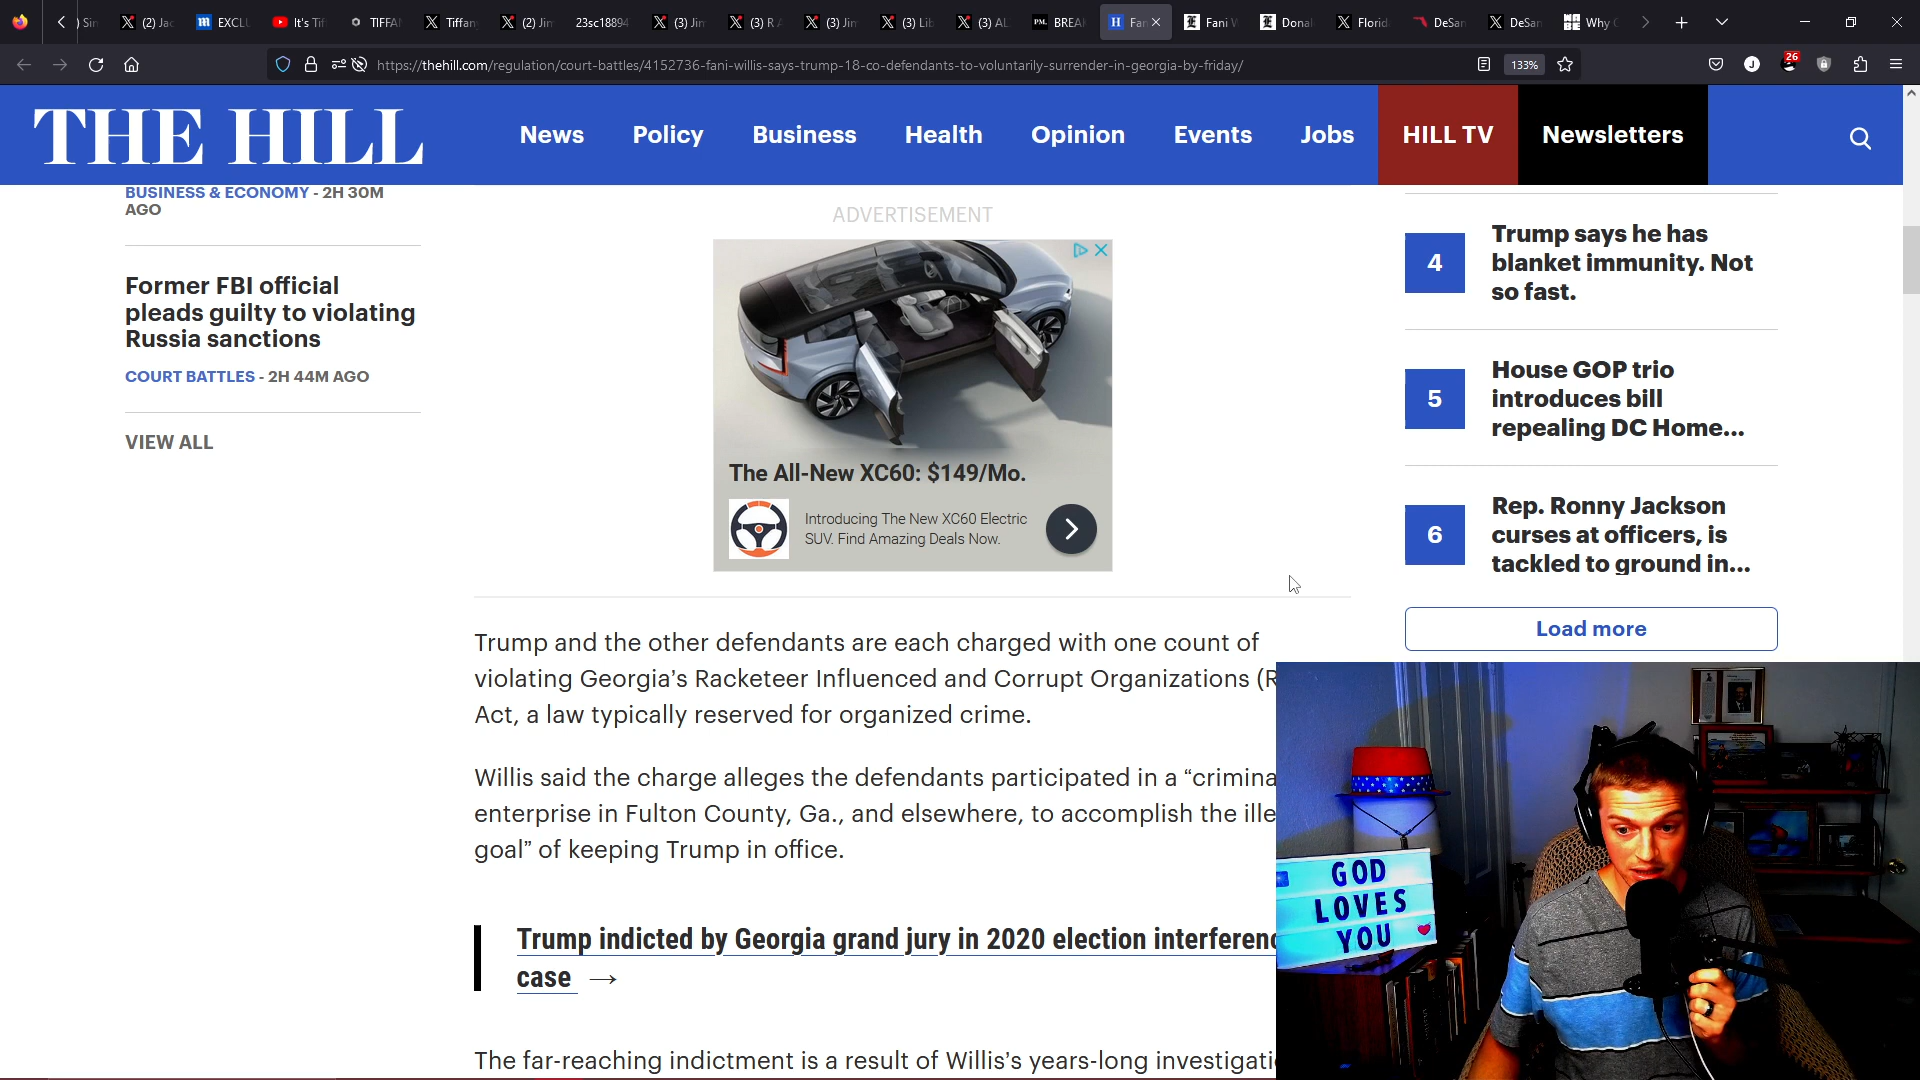 ) Sin
(2) Jac
EXCLU
It's Tif
TIFFA
Tiffan
(2) Jin
23sc18894
(3) Jin
(3) R A
(3) Jin
(3) Lib
(3) AL
PM. BREA
H Fan
Fani W
Donal
Florid
DeSan
DeSan
Why C
https://thehill.com/regulation/court-battles/4152736-fani-willis-says-trump-18-co-defendants-to-voluntarily-surrender-in-georgia-by-friday/
133%
J
26
THE HILL
News
Policy
Business
Health
Opinion
Events
Jobs
HILL TV
Newsletters
BUSINESS & ECONOMY - 2H 30M
AGO
Former FBI official
pleads guilty to violating
Russia sanctions
COURT BATTLES - 2H 44M AGO
VIEW ALL
ADVERTISEMENT
The All-New XC60: $149/Mo.
Introducing The New XC60 Electric
SUV. Find Amazing Deals Now.
Trump and the other defendants are each charged with one count of
violating Georgia’s Racketeer Influenced and Corrupt Organizations (R
Act, a law typically reserved for organized crime.
Willis said the charge alleges the defendants participated in a “crimina
enterprise in Fulton County, Ga., and elsewhere, to accomplish the ille
goal” of keeping Trump in office.
Trump indicted by Georgia grand jury in 2020 election interferenc
case →
The far-reaching indictment is a result of Willis’s years-long investigati
4
Trump says he has
blanket immunity. Not
so fast.
5
House GOP trio
introduces bill
repealing DC Home...
6
Rep. Ronny Jackson
curses at officers, is
tackled to ground in...
Load more
GOD
LOVES
YOU